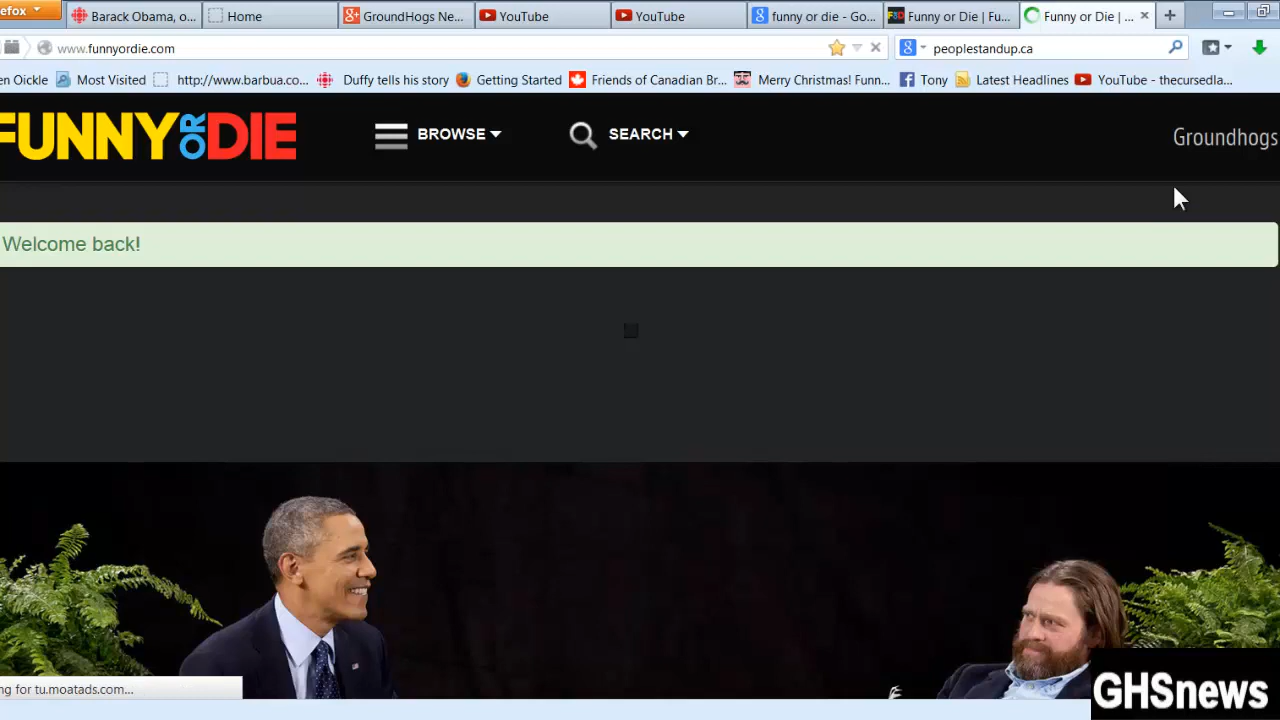 efox
Barack Obama, o...
Home
GroundHogs Ne...
YouTube
YouTube
funny or die - Go...
Funny or Die | Fu...
Funny or Die | ...
www.funnyordie.com
peoplestandup.ca
en Oickle
Most Visited
http://www.barbua.co...
Duffy tells his story
Getting Started
Friends of Canadian Br...
Merry Christmas! Funn...
Tony
Latest Headlines
YouTube - thecursedla...
FUNNY OR DIE
BROWSE
SEARCH
Groundhogs
Welcome back!
ng for tu.moatads.com...
GHSnews